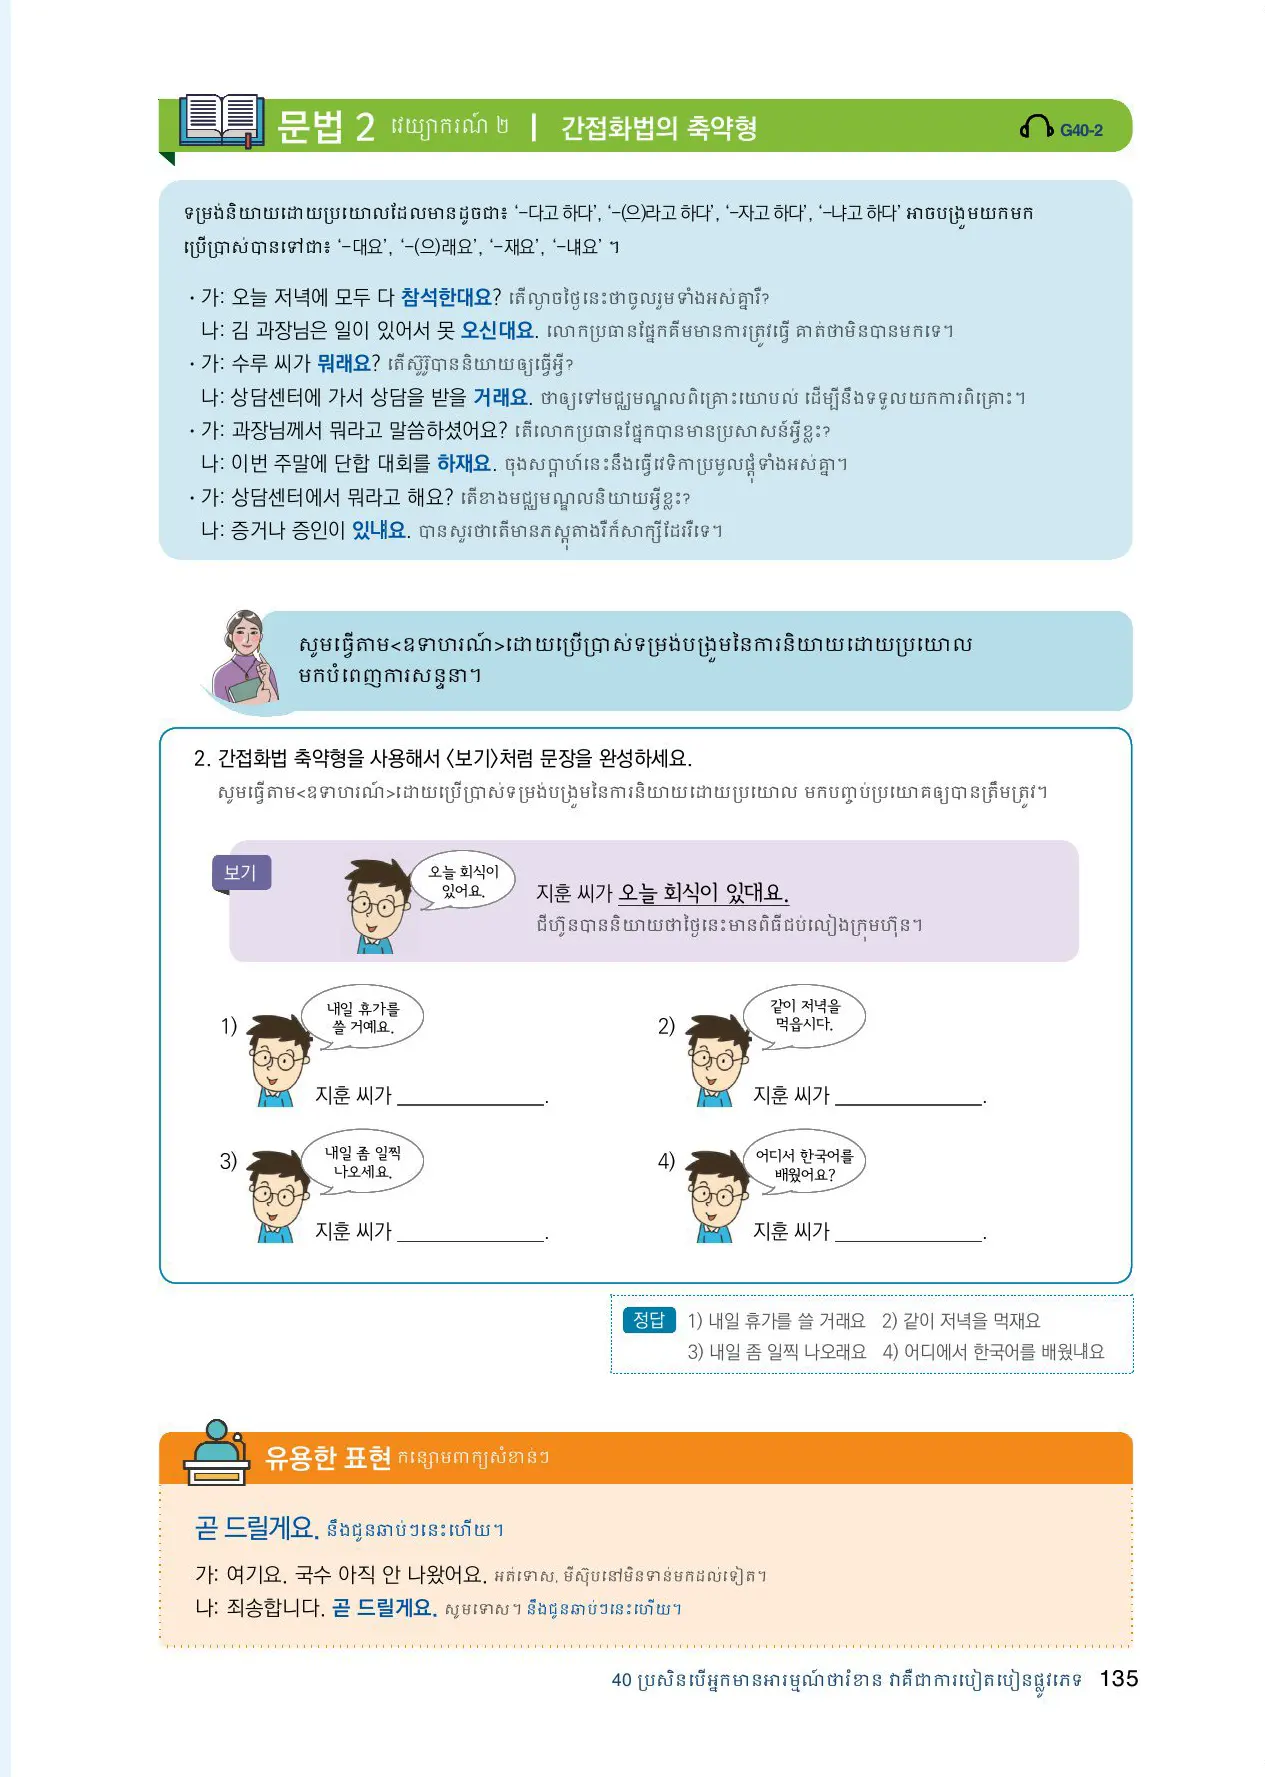 문법 2 វេយ្យាករណ៍ ២ | 간접화법의 축약형 G40-2
ទម្រង់និយាយដោយប្រយោលដែលមានដូចជា៖ ‘-다고 하다’, ‘-(으)라고 하다’, ‘-자고 하다’, ‘-냐고 하다’ អាចបង្រួមយកមក
ប្រើប្រាស់បានទៅជា៖ ‘-대요’, ‘-(으)래요’, ‘-재요’, ‘-냬요’ ។
· 가: 오늘 저녁에 모두 다 참석한대요? តើល្ងាចថ្ងៃនេះថាចូលរួមទាំងអស់គ្នារឺ?
나: 김 과장님은 일이 있어서 못 오신대요. លោកប្រធានផ្នែកគីមមានការត្រូវធ្វើ គាត់ថាមិនបានមកទេ។
· 가: 수루 씨가 뭐래요? តើស៊ូរ៉ូបាននិយាយឲ្យធ្វើអ្វី?
나: 상담센터에 가서 상담을 받을 거래요. ថាឲ្យទៅមជ្ឈមណ្ឌលពិគ្រោះយោបល់ ដើម្បីនឹងទទួលយកការពិគ្រោះ។
· 가: 과장님께서 뭐라고 말씀하셨어요? តើលោកប្រធានផ្នែកបានមានប្រសាសន៍អ្វីខ្លះ?
나: 이번 주말에 단합 대회를 하재요. ចុងសប្តាហ៍នេះនឹងធ្វើវេទិកាប្រមូលផ្តុំទាំងអស់គ្នា។
· 가: 상담센터에서 뭐라고 해요? តើខាងមជ្ឈមណ្ឌលនិយាយអ្វីខ្លះ?
나: 증거나 증인이 있냬요. បានសួរថាតើមានភស្តុតាងរឺក៏សាក្សីដែររឺទេ។
សូមធ្វើតាម<ឧទាហរណ៍>ដោយប្រើប្រាស់ទម្រង់បង្រួមនៃការនិយាយដោយប្រយោល
មកបំពេញការសន្ទនា។
2. 간접화법 축약형을 사용해서 〈보기〉처럼 문장을 완성하세요.
សូមធ្វើតាម<ឧទាហរណ៍>ដោយប្រើប្រាស់ទម្រង់បង្រួមនៃការនិយាយដោយប្រយោល មកបញ្ចប់ប្រយោគឲ្យបានត្រឹមត្រូវ។
보기
오늘 회식이
있어요.
지훈 씨가 오늘 회식이 있대요.
ជីហ៊ូនបាននិយាយថាថ្ងៃនេះមានពិធីជប់លៀងក្រុមហ៊ុន។
1)
내일 휴가를
쓸 거예요.
지훈 씨가 ______________.
2)
같이 저녁을
먹읍시다.
지훈 씨가 ______________.
3)
내일 좀 일찍
나오세요.
지훈 씨가 ______________.
4)
어디서 한국어를
배웠어요?
지훈 씨가 ______________.
정답 1) 내일 휴가를 쓸 거래요 2) 같이 저녁을 먹재요
3) 내일 좀 일찍 나오래요 4) 어디에서 한국어를 배웠냬요
유용한 표현 កន្សោមពាក្យសំខាន់ៗ
곧 드릴게요. នឹងជូនឆាប់ៗនេះហើយ។
가: 여기요. 국수 아직 안 나왔어요. អត់ទោស, មីស៊ុបនៅមិនទាន់មកដល់ទៀត។
나: 죄송합니다. 곧 드릴게요. សូមទោស។ នឹងជូនឆាប់ៗនេះហើយ។
40 ប្រសិនបើអ្នកមានអារម្មណ៍ថារំខាន វាគឺជាការបៀតបៀនផ្លូវភេទ 135